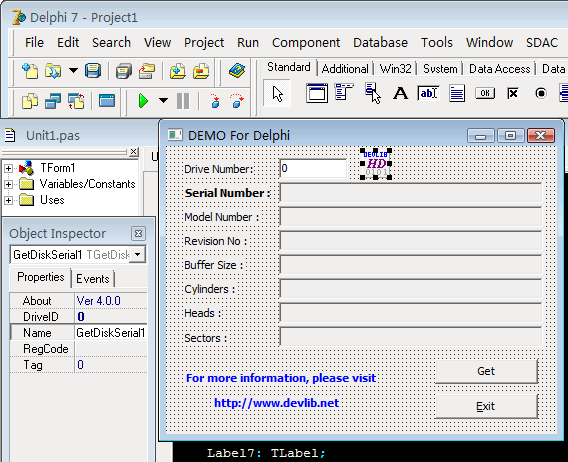 Delphi 7 - Project1
File Edit Search View Project Run Component Database Tools Window SDAC
Standard Additional Win32 System Data Access Data
A ab OK
Unit1.pas
TForm1
Variables/Constants
Uses
Object Inspector
GetDiskSerial1 TGetDisk
Properties Events
About Ver 4.0.0
DriveID 0
Name GetDiskSerial1
RegCode
Tag 0
U
DEMO For Delphi
Drive Number: 0
DEVLIB
HD
0101
Serial Number :
Model Number :
Revision No :
Buffer Size :
Cylinders :
Heads :
Sectors :
For more information, please visit
http://www.devlib.net
Get
Exit
Label7: TLabel;